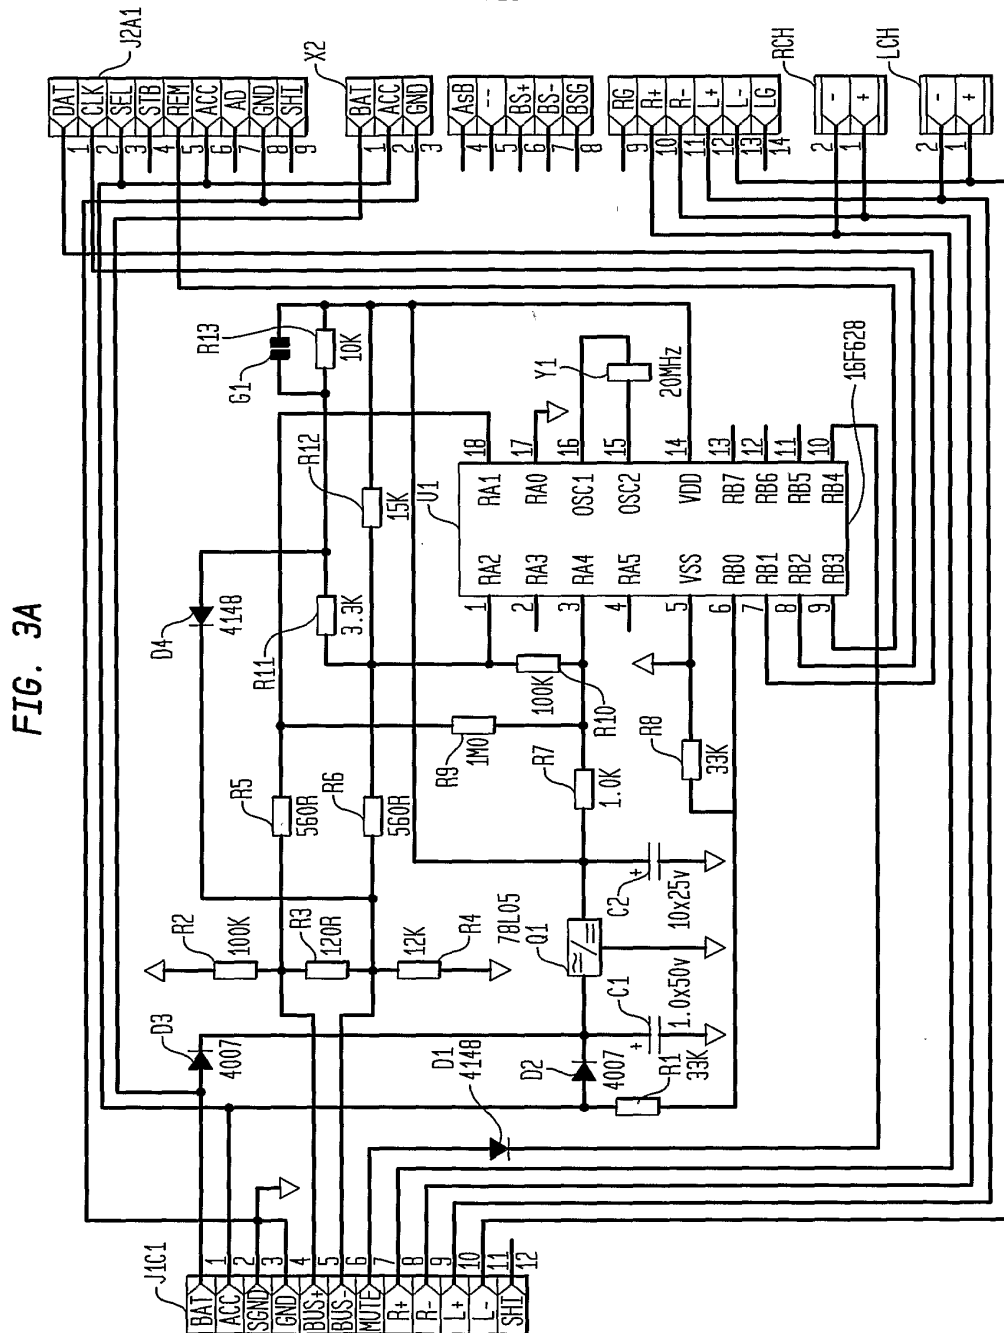 FIG. 3A
J1C1
BAT 1
ACC 2
SGND 3
GND 4
BUS+ 5
BUS- 6
MUTE 7
R+ 8
R- 9
L+ 10
L- 11
SHI 12
D3
4007
D1
4148
D2
4007
R1
33K
C1
1.0x50v
+
R2
100K
R3
120R
12K
R4
78L05
Q1
C2
10x25v
+
R5
560R
R6
560R
R7
1.0K
R8
33K
R9
1M0
100K
R10
D4
4148
R11
3.3K
R12
15K
R13
10K
G1
U1
1 RA2
2 RA3
3 RA4
4 RA5
5 VSS
6 RB0
7 RB1
8 RB2
9 RB3
RA1 18
RA0 17
OSC1 16
OSC2 15
VDD 14
RB7 13
RB6 12
RB5 11
RB4 10
16F628
Y1
20MHz
J2A1
DAT 1
CLK 2
SEL 3
STB 4
REM 5
ACC 6
AD 7
GND 8
SHI 9
X2
BAT 1
ACC 2
GND 3
AsB 4
-- 5
BS+ 6
BS- 7
BSG 8
RG 9
R+ 10
R- 11
L+ 12
L- 13
LG 14
RCH
- 2
+ 1
LCH
- 2
+ 1